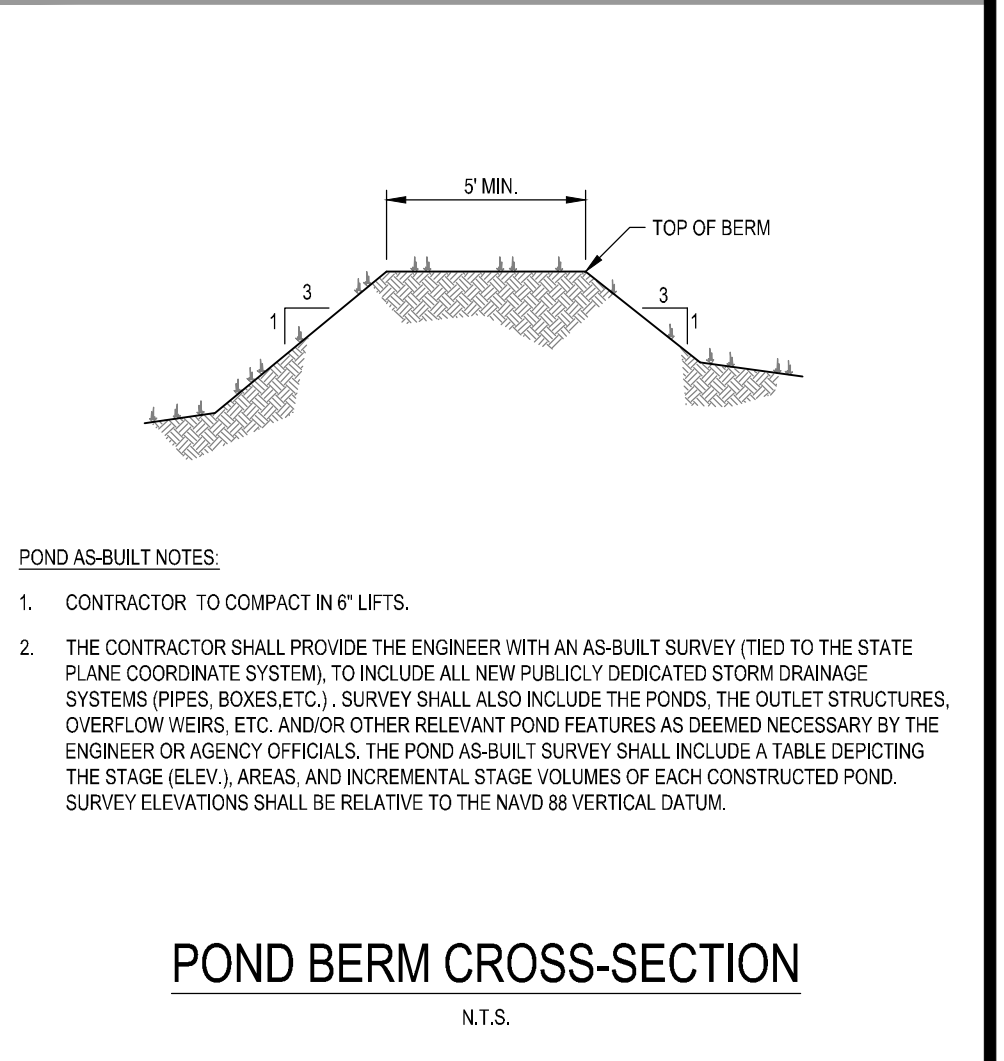 5' MIN.
TOP OF BERM
3
1
3
1
POND AS-BUILT NOTES:
1. CONTRACTOR TO COMPACT IN 6" LIFTS.
2. THE CONTRACTOR SHALL PROVIDE THE ENGINEER WITH AN AS-BUILT SURVEY (TIED TO THE STATE
PLANE COORDINATE SYSTEM), TO INCLUDE ALL NEW PUBLICLY DEDICATED STORM DRAINAGE
SYSTEMS (PIPES, BOXES,ETC.) . SURVEY SHALL ALSO INCLUDE THE PONDS, THE OUTLET STRUCTURES,
OVERFLOW WEIRS, ETC. AND/OR OTHER RELEVANT POND FEATURES AS DEEMED NECESSARY BY THE
ENGINEER OR AGENCY OFFICIALS. THE POND AS-BUILT SURVEY SHALL INCLUDE A TABLE DEPICTING
THE STAGE (ELEV.), AREAS, AND INCREMENTAL STAGE VOLUMES OF EACH CONSTRUCTED POND.
SURVEY ELEVATIONS SHALL BE RELATIVE TO THE NAVD 88 VERTICAL DATUM.
POND BERM CROSS-SECTION
N.T.S.